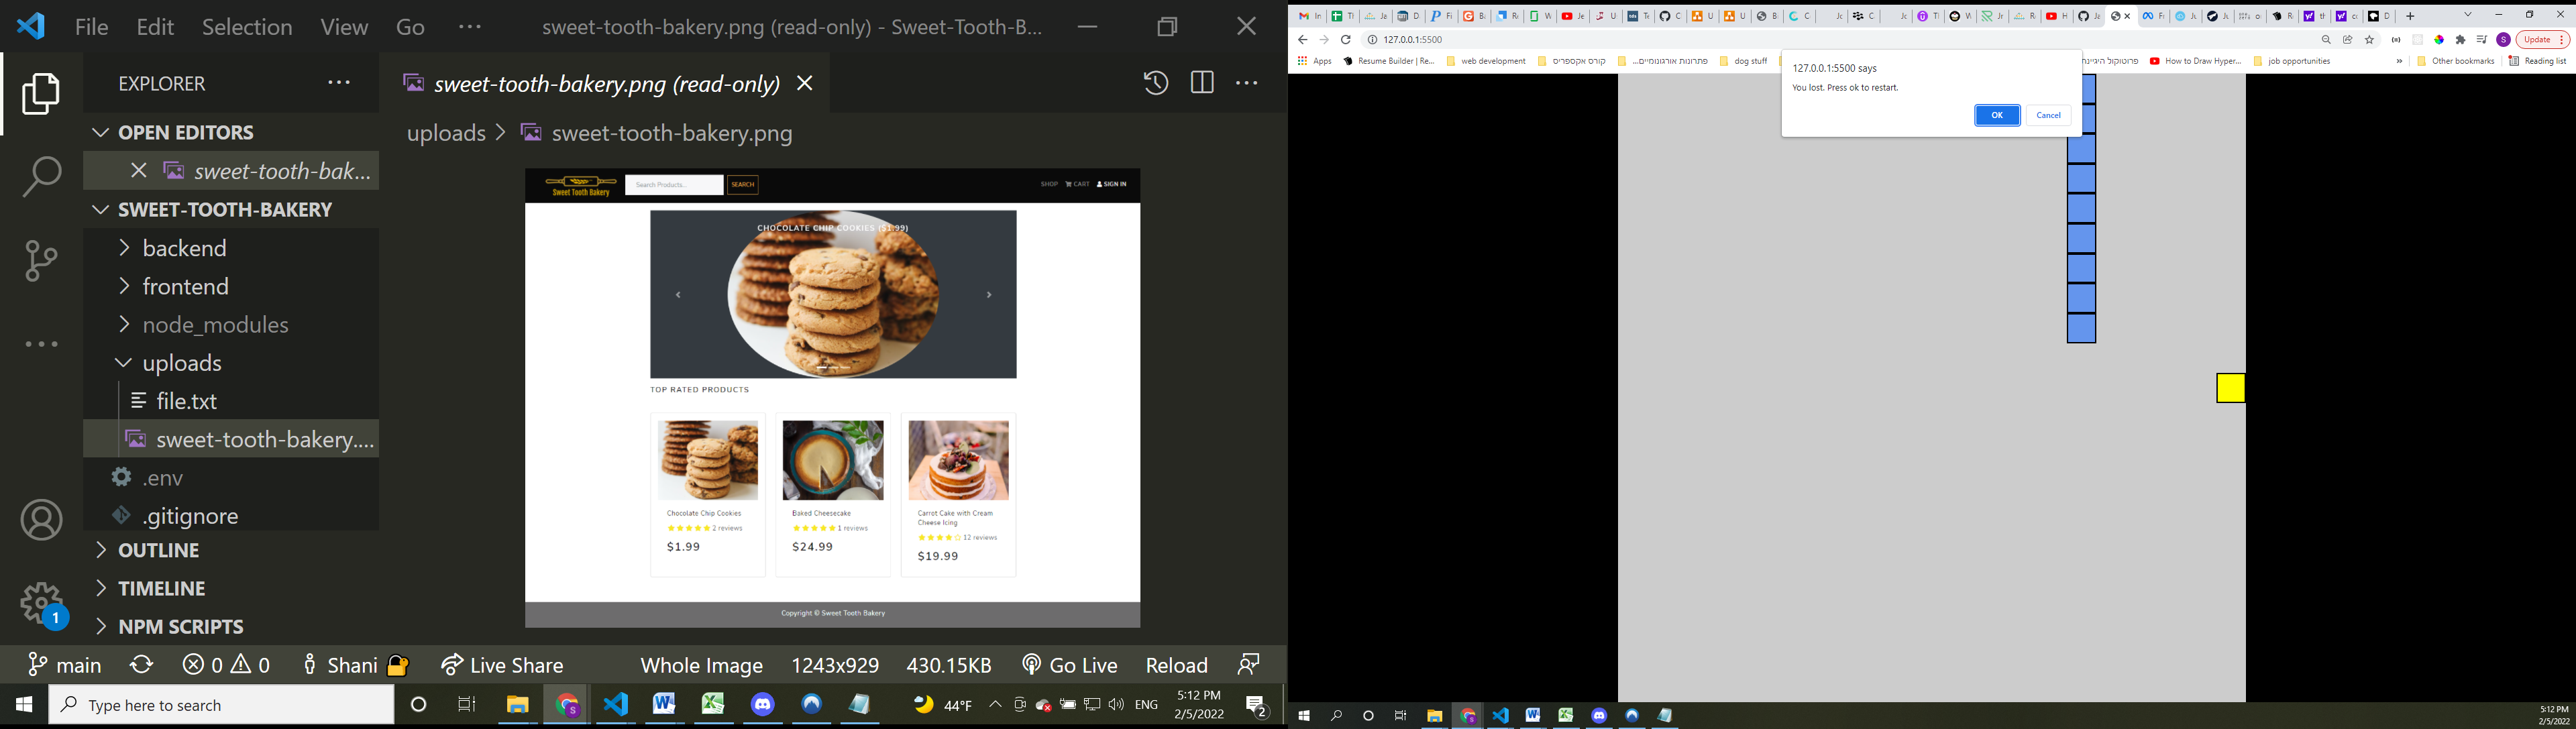 File Edit Selection View Go ··· sweet-tooth-bakery.png (read-only) - Sweet-Tooth-B...
EXPLORER ···
OPEN EDITORS
sweet-tooth-bak...
SWEET-TOOTH-BAKERY
backend
frontend
node_modules
uploads
file.txt
sweet-tooth-bakery....
.env
.gitignore
OUTLINE
TIMELINE
NPM SCRIPTS
1
sweet-tooth-bakery.png (read-only)
uploads > sweet-tooth-bakery.png
Sweet Tooth Bakery Search Products... SEARCH SHOP CART SIGN IN
CHOCOLATE CHIP COOKIES ($1.99)
TOP RATED PRODUCTS
Chocolate Chip Cookies
2 reviews
$1.99
Baked Cheesecake
1 reviews
$24.99
Carrot Cake with Cream
Cheese Icing
12 reviews
$19.99
Copyright © Sweet Tooth Bakery
main 0 0 Shani Live Share Whole Image 1243x929 430.15KB Go Live Reload
Type here to search 44°F ENG 5:12 PM
2/5/2022 2
127.0.0.1:5500 Update
Apps Resume Builder | Re... web development קורס אקספריס פתרונות אורגונומיים... dog stuff פרוטוקול היגיינת How to Draw Hyper... job opportunities » Other bookmarks Reading list
127.0.0.1:5500 says
You lost. Press ok to restart.
OK Cancel
5:12 PM
2/5/2022